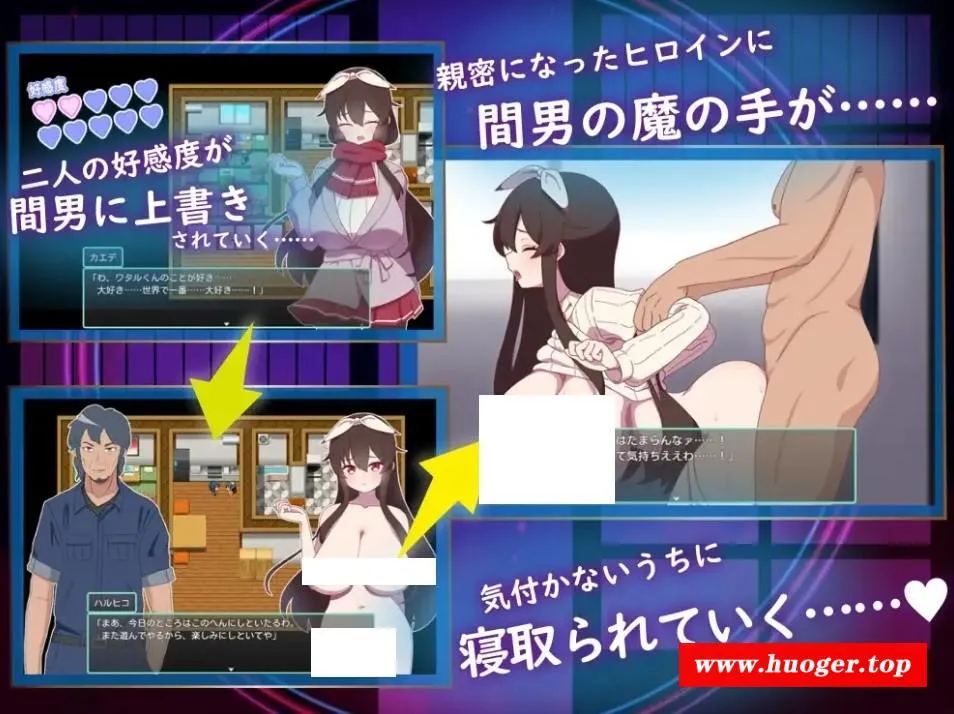 好感度
二人の好感度が
間男に上書き
されていく……
カエデ
「わ、ワタルくんのことが好き……
大好き……世界で一番……大好き……！」
親密になったヒロインに
間男の魔の手が……
はたまらんなァ……！
て気持ちええわ……！」
ハルヒコ
「まあ、今日のところはこのへんにしといたるわ。
また遊んでやるから、楽しみにしといてや」
気付かないうちに
寝取られていく……♥
www.huoger.top